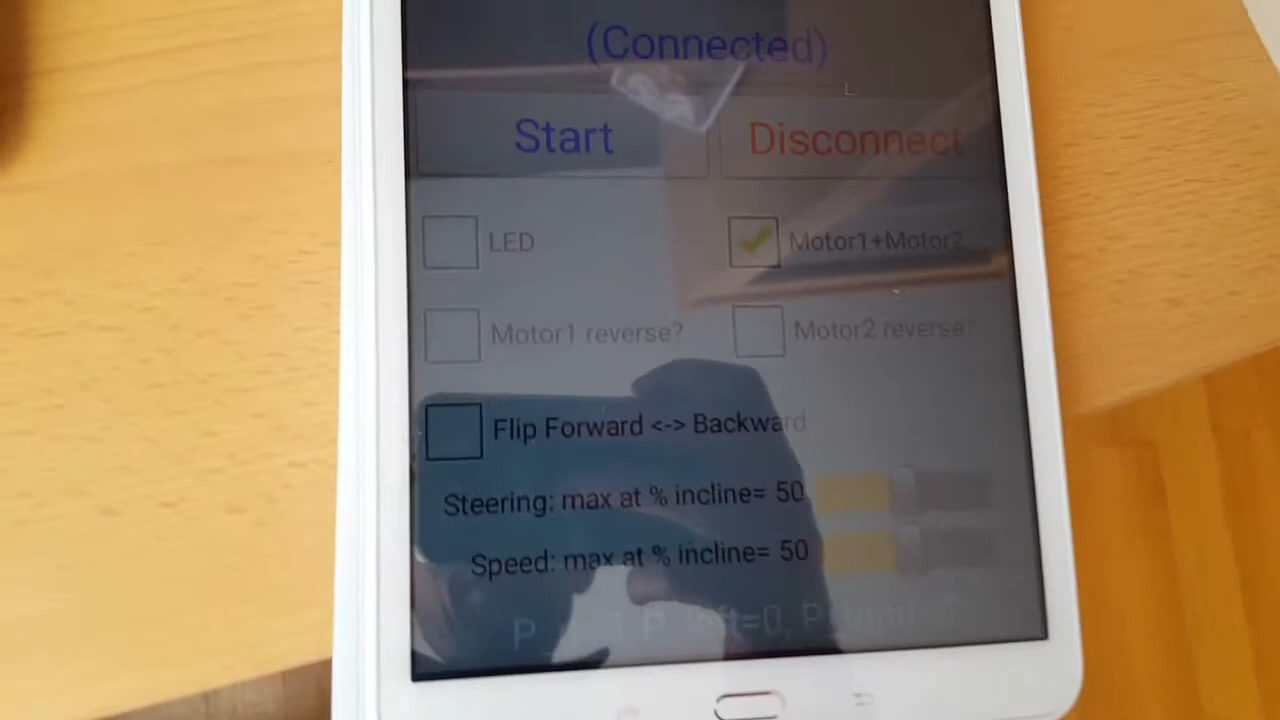 (Connected)
Start Disconnect
LED Motor1+Motor2
Motor1 reverse? Motor2 reverse?
Flip Forward <-> Backward
Steering: max at % incline= 50
Speed: max at % incline= 50